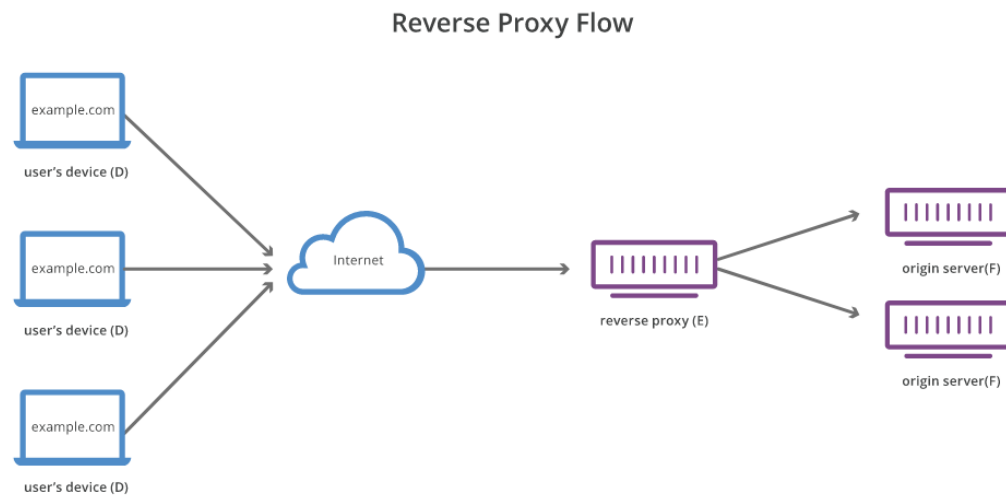 Reverse Proxy Flow
example.com
user's device (D)
example.com
user's device (D)
example.com
user's device (D)
Internet
reverse proxy (E)
origin server(F)
origin server(F)